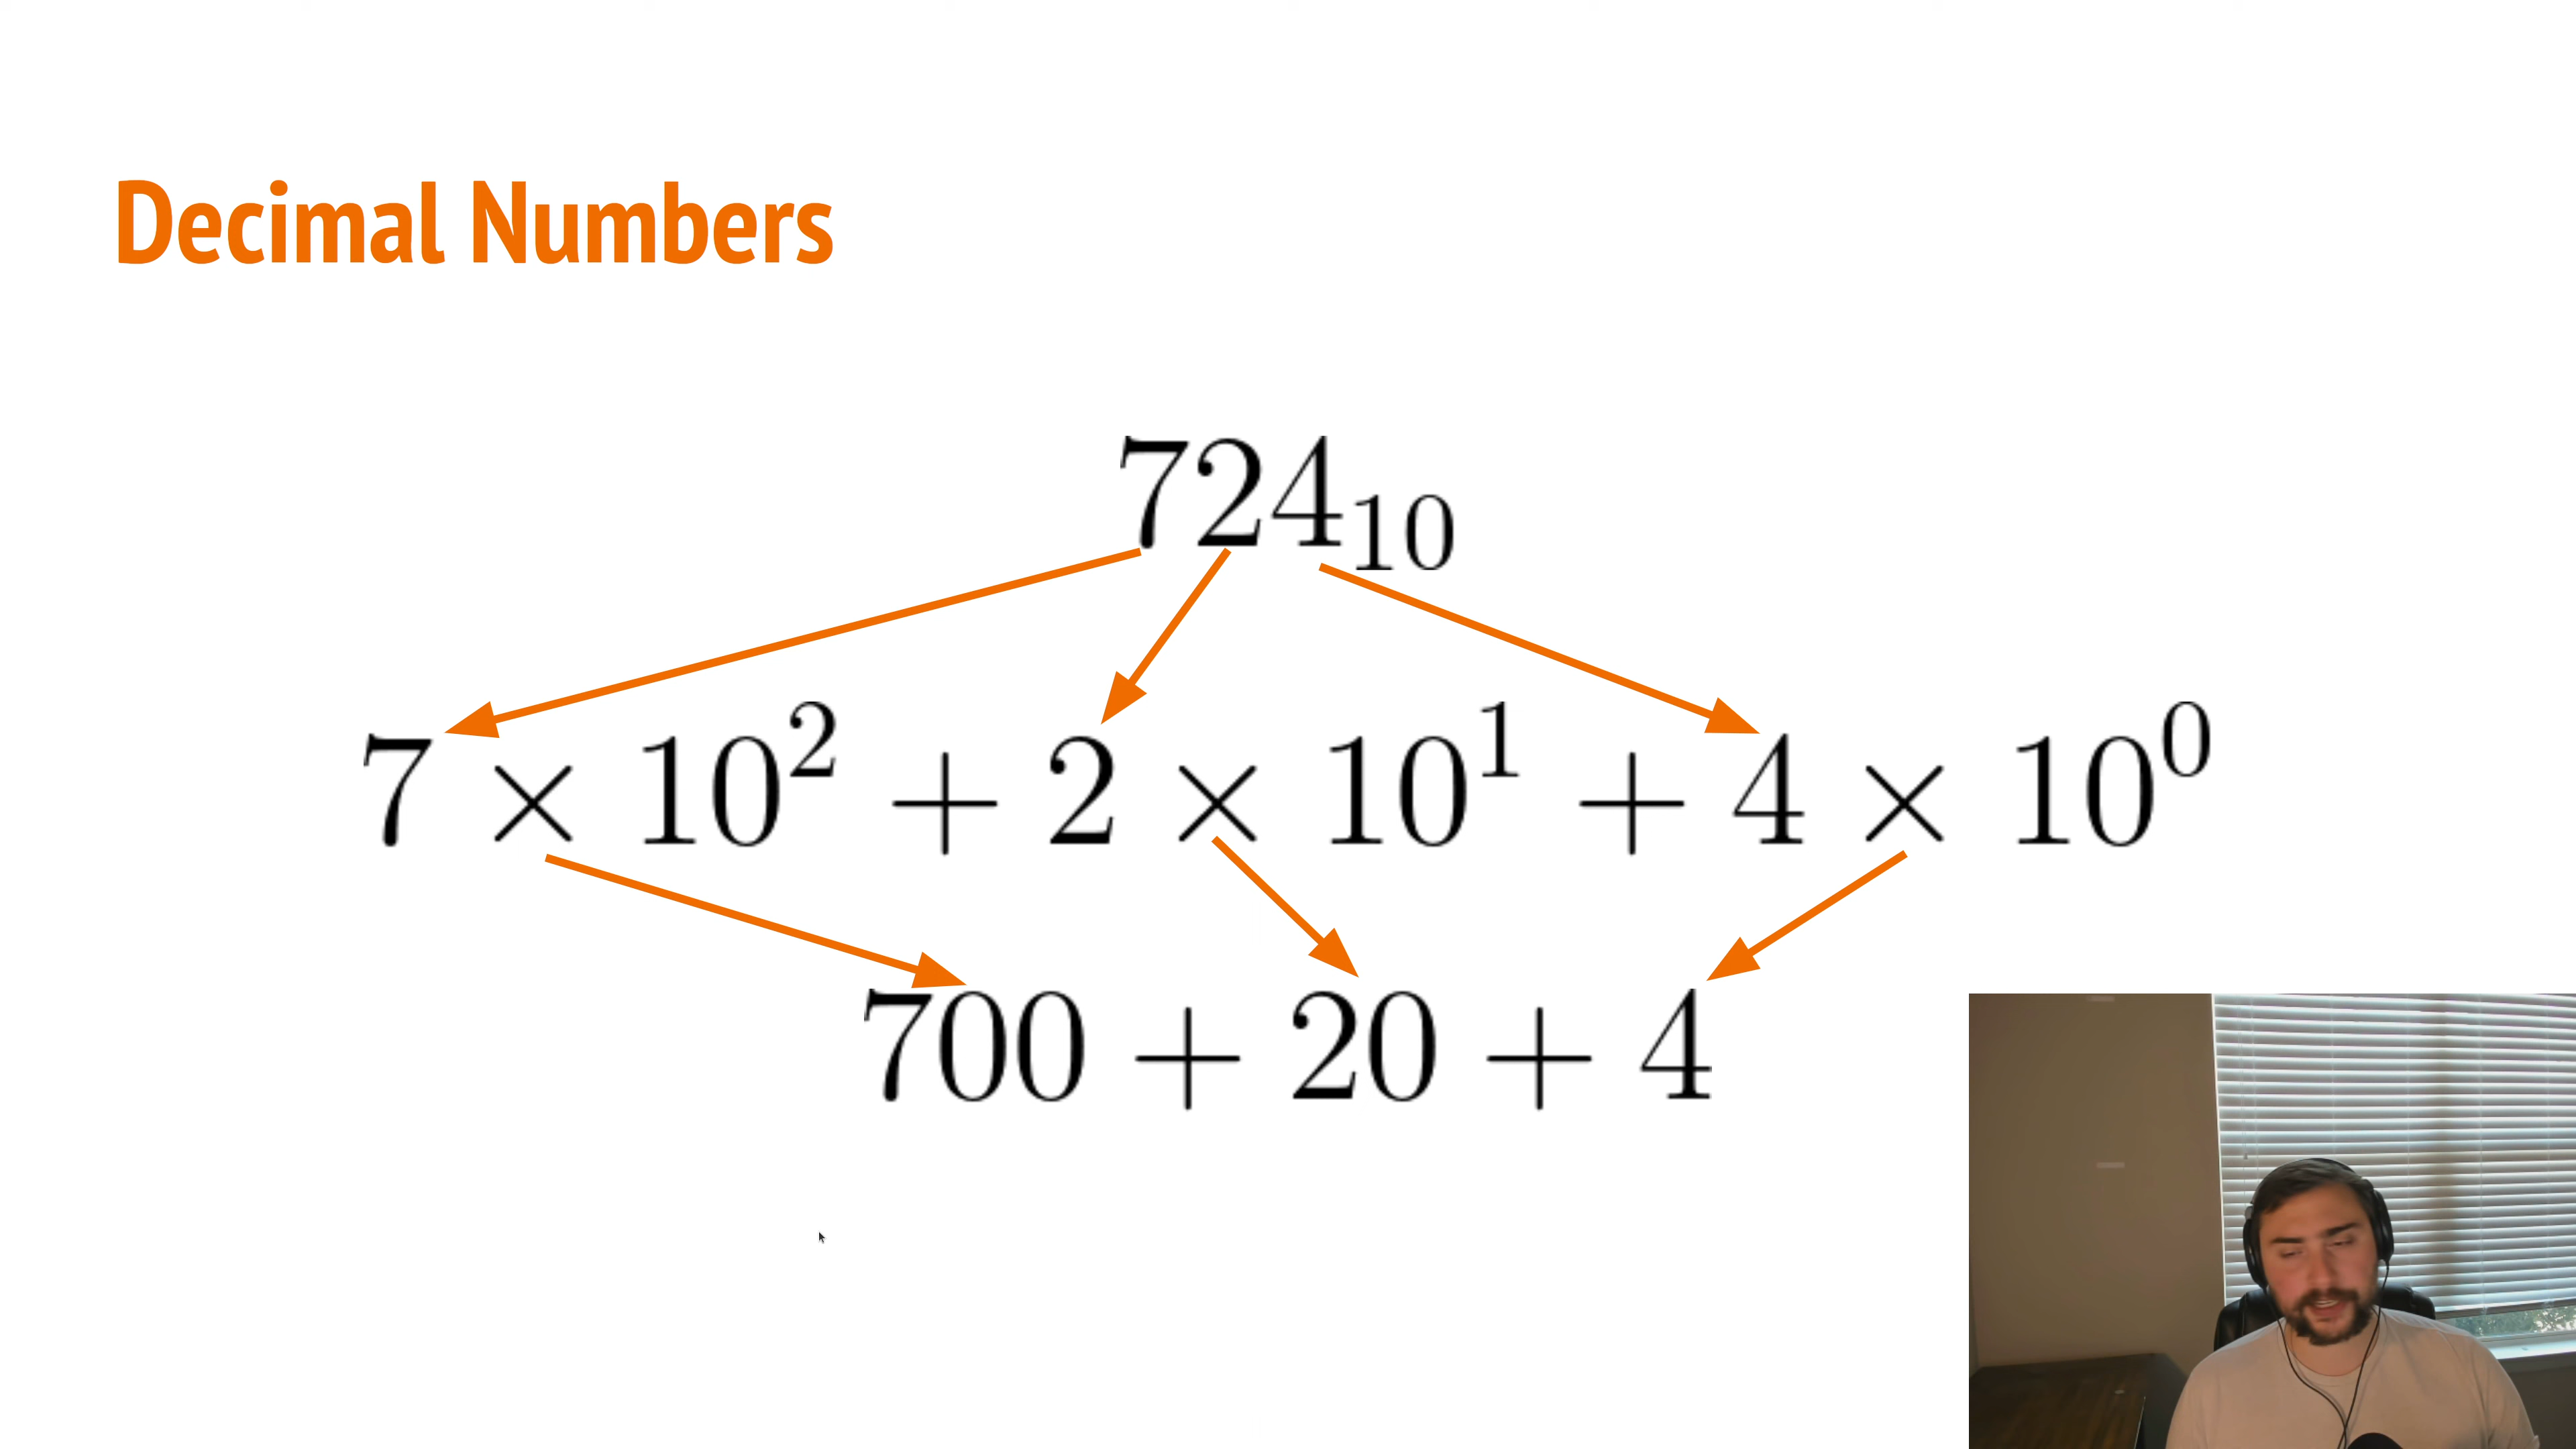 Decimal Numbers
724₁₀
7 × 10² + 2 × 10¹ + 4 × 10⁰
700 + 20 + 4